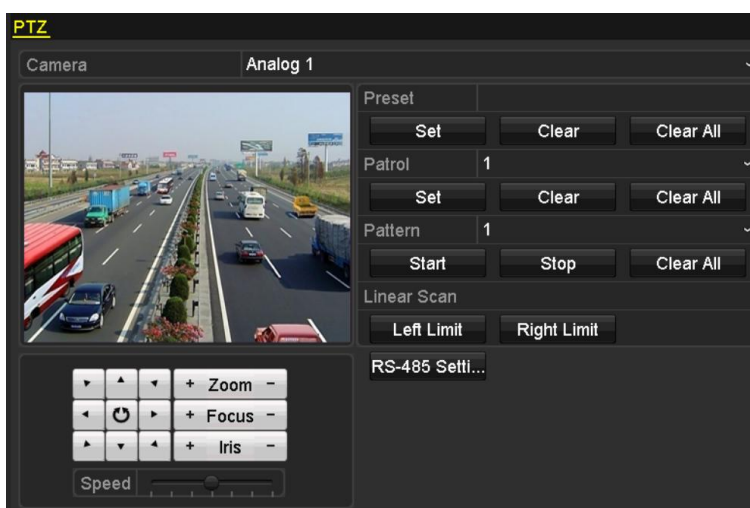 PTZ
Camera Analog 1
Preset
Set Clear Clear All
Patrol 1
Set Clear Clear All
Pattern 1
Start Stop Clear All
Linear Scan
Left Limit Right Limit
RS-485 Setti...
+ Zoom -
+ Focus -
+ Iris -
Speed